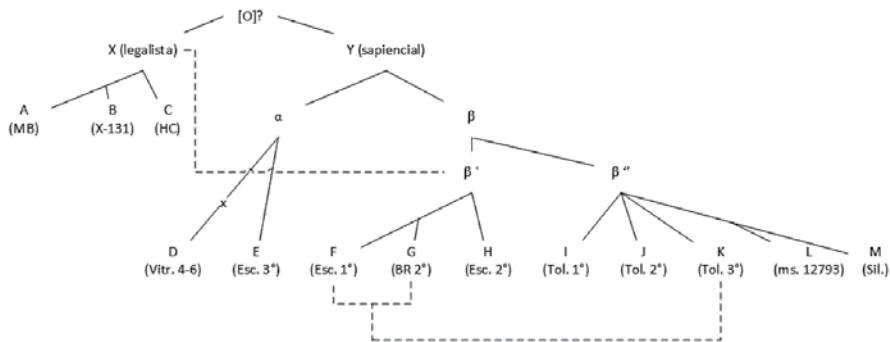 [O]?
X (legalista) Y (sapiencial)
A B C
(MB) (X-131) (HC)
α β
β ' β ''
x
D E F G H I J K L M
(Vitr. 4-6) (Esc. 3°) (Esc. 1°) (BR 2°) (Esc. 2°) (Tol. 1°) (Tol. 2°) (Tol. 3°) (ms. 12793) (Sil.)